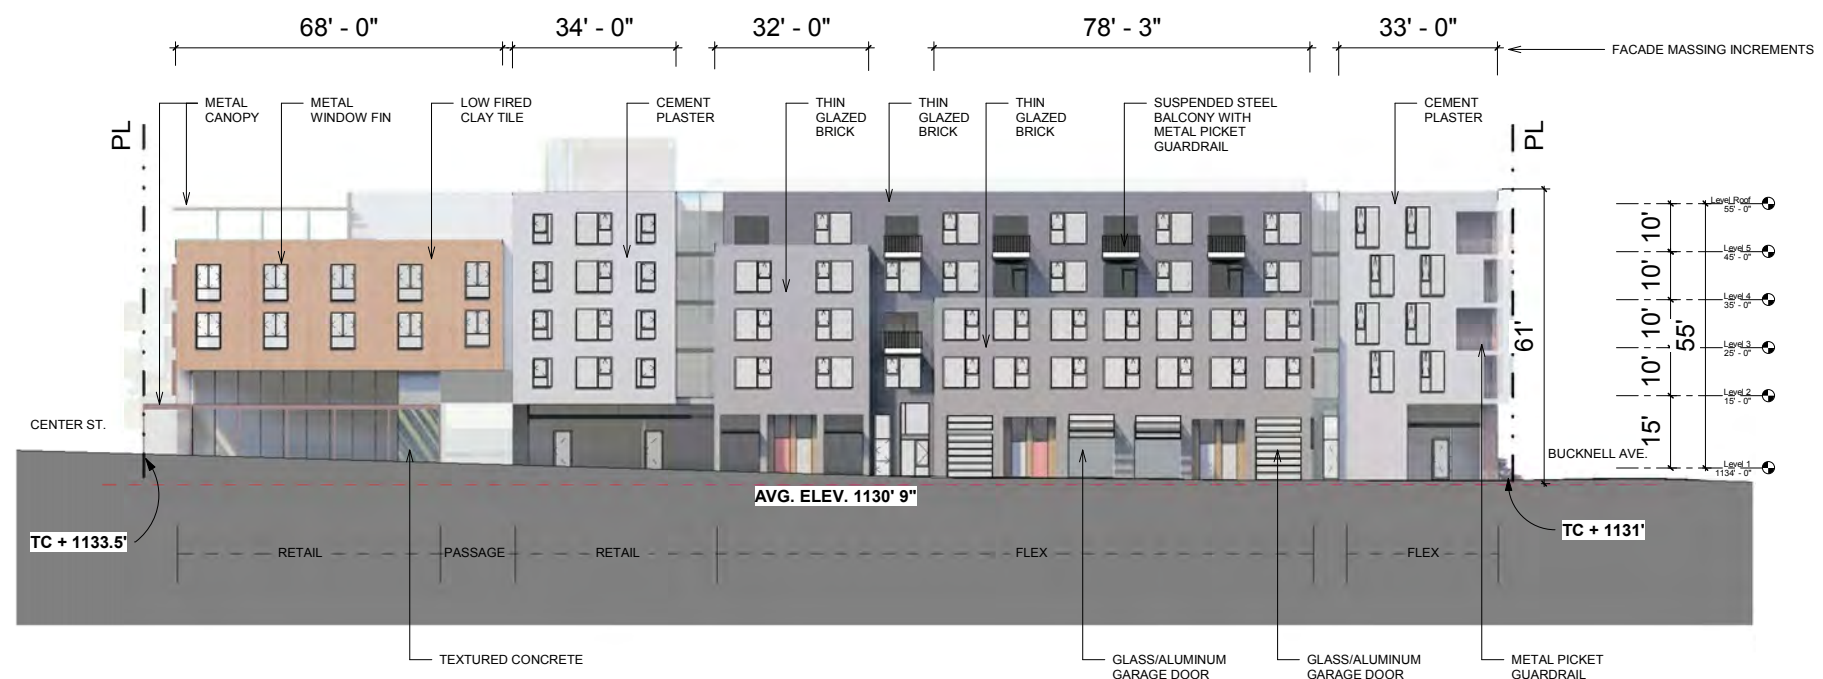 68' - 0"
34' - 0"
32' - 0"
78' - 3"
33' - 0"
FACADE MASSING INCREMENTS
METAL
CANOPY
METAL
WINDOW FIN
LOW FIRED
CLAY TILE
CEMENT
PLASTER
THIN
GLAZED
BRICK
THIN
GLAZED
BRICK
THIN
GLAZED
BRICK
SUSPENDED STEEL
BALCONY WITH
METAL PICKET
GUARDRAIL
CEMENT
PLASTER
PL
PL
Level Roof
55' - 0"
10'
Level 5
45' - 0"
10'
Level 4
35' - 0"
10'
Level 3
25' - 0"
10'
Level 2
15' - 0"
15'
Level 1
1134' - 0"
55'
61'
CENTER ST.
BUCKNELL AVE.
AVG. ELEV. 1130' 9"
TC + 1133.5'
TC + 1131'
RETAIL
PASSAGE
RETAIL
FLEX
FLEX
TEXTURED CONCRETE
GLASS/ALUMINUM
GARAGE DOOR
GLASS/ALUMINUM
GARAGE DOOR
METAL PICKET
GUARDRAIL